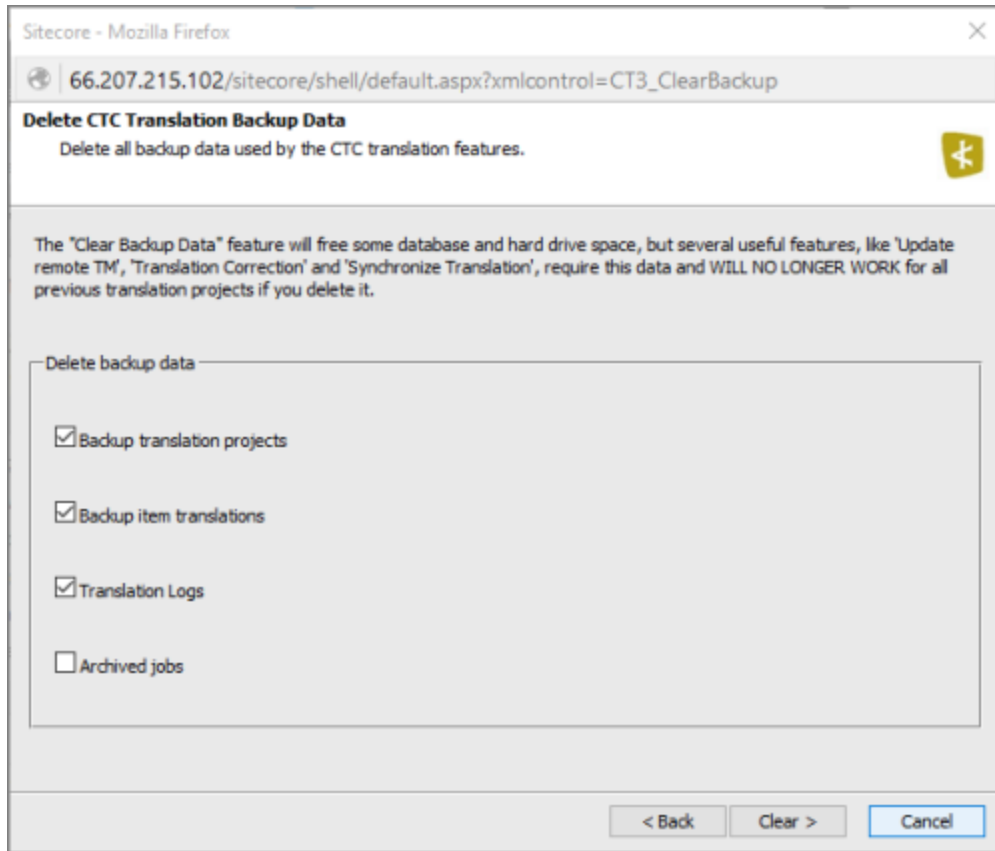 Sitecore - Mozilla Firefox
66.207.215.102/sitecore/shell/default.aspx?xmlcontrol=CT3_ClearBackup
Delete CTC Translation Backup Data
Delete all backup data used by the CTC translation features.
The "Clear Backup Data" feature will free some database and hard drive space, but several useful features, like 'Update
remote TM', 'Translation Correction' and 'Synchronize Translation', require this data and WILL NO LONGER WORK for all
previous translation projects if you delete it.
Delete backup data
Backup translation projects
Backup item translations
Translation Logs
Archived jobs
< Back
Clear >
Cancel